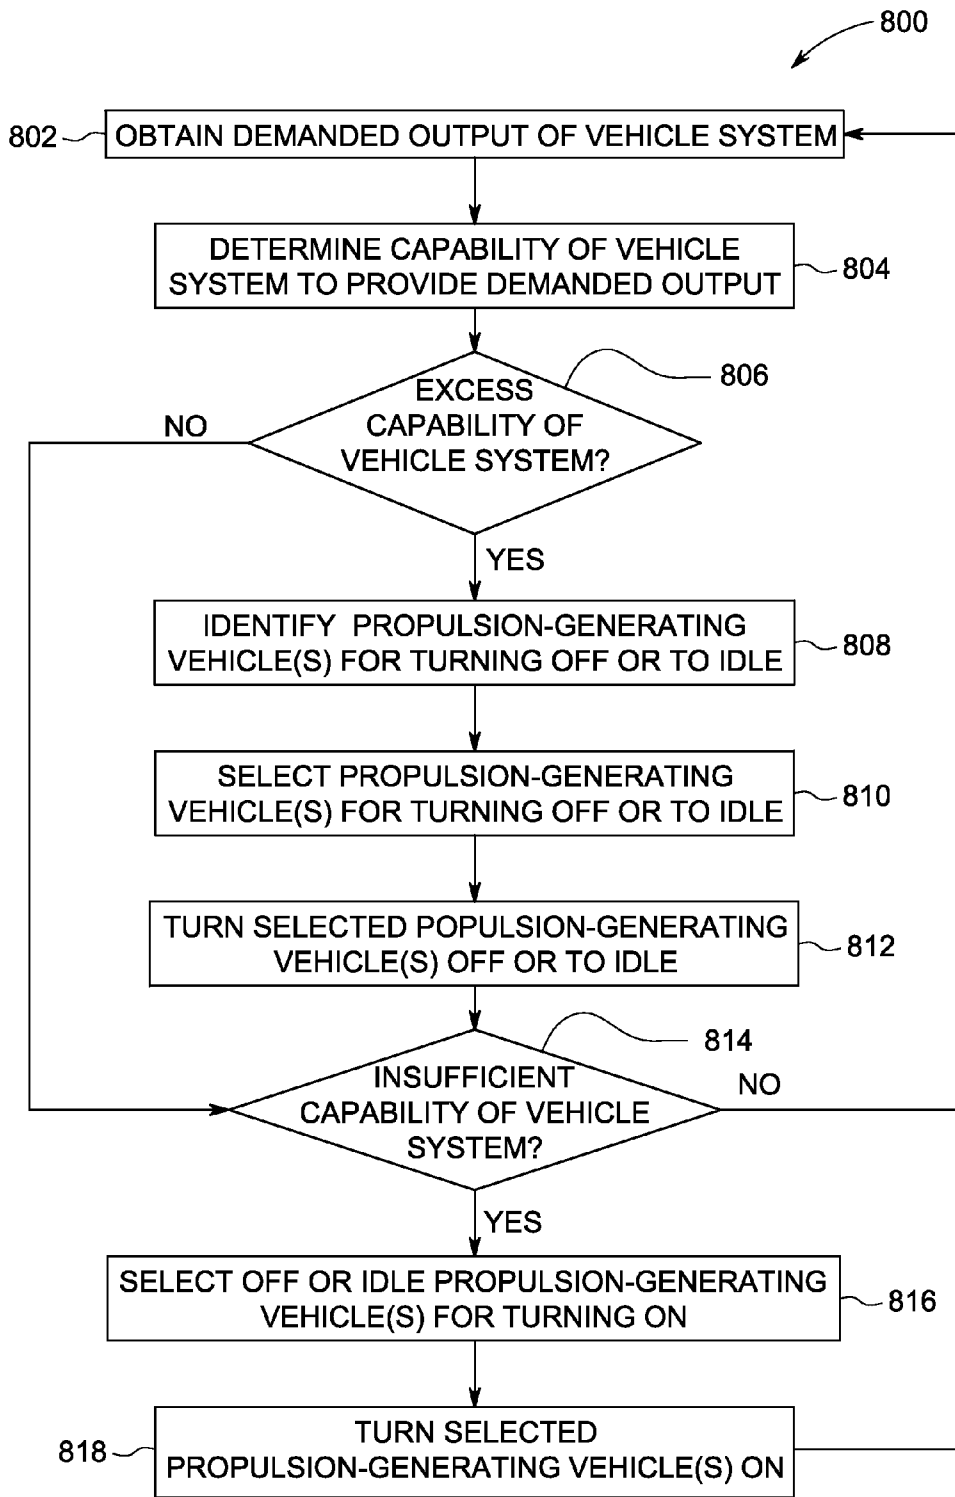 800
802
OBTAIN DEMANDED OUTPUT OF VEHICLE SYSTEM
DETERMINE CAPABILITY OF VEHICLE
SYSTEM TO PROVIDE DEMANDED OUTPUT
804
806
EXCESS
CAPABILITY OF
VEHICLE SYSTEM?
NO
YES
IDENTIFY PROPULSION-GENERATING
VEHICLE(S) FOR TURNING OFF OR TO IDLE
808
SELECT PROPULSION-GENERATING
VEHICLE(S) FOR TURNING OFF OR TO IDLE
810
TURN SELECTED POPULSION-GENERATING
VEHICLE(S) OFF OR TO IDLE
812
814
INSUFFICIENT
CAPABILITY OF VEHICLE
SYSTEM?
NO
YES
SELECT OFF OR IDLE PROPULSION-GENERATING
VEHICLE(S) FOR TURNING ON
816
818
TURN SELECTED
PROPULSION-GENERATING VEHICLE(S) ON